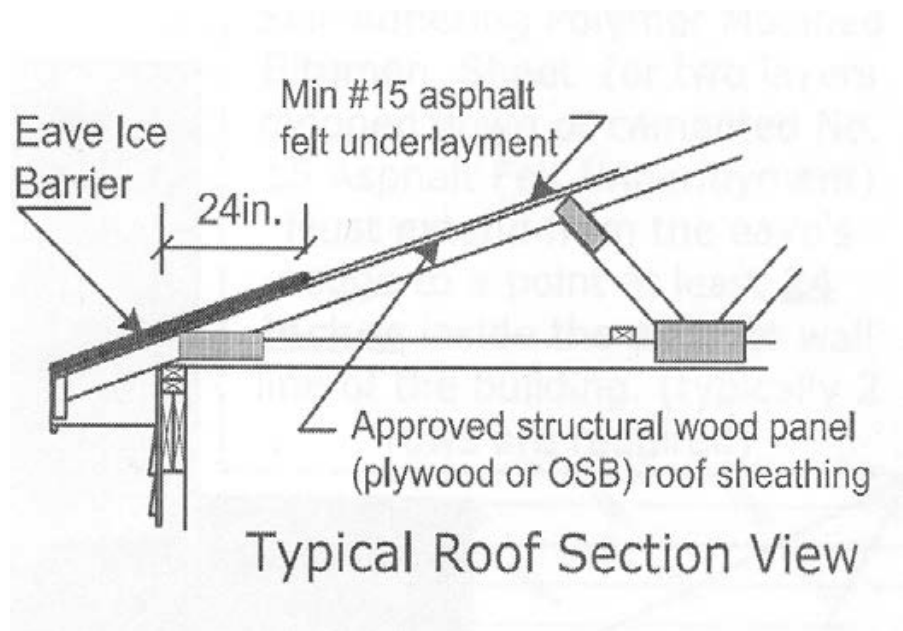 Min #15 asphalt
felt underlayment
Eave Ice
Barrier
24in.
Approved structural wood panel
(plywood or OSB) roof sheathing
Typical Roof Section View